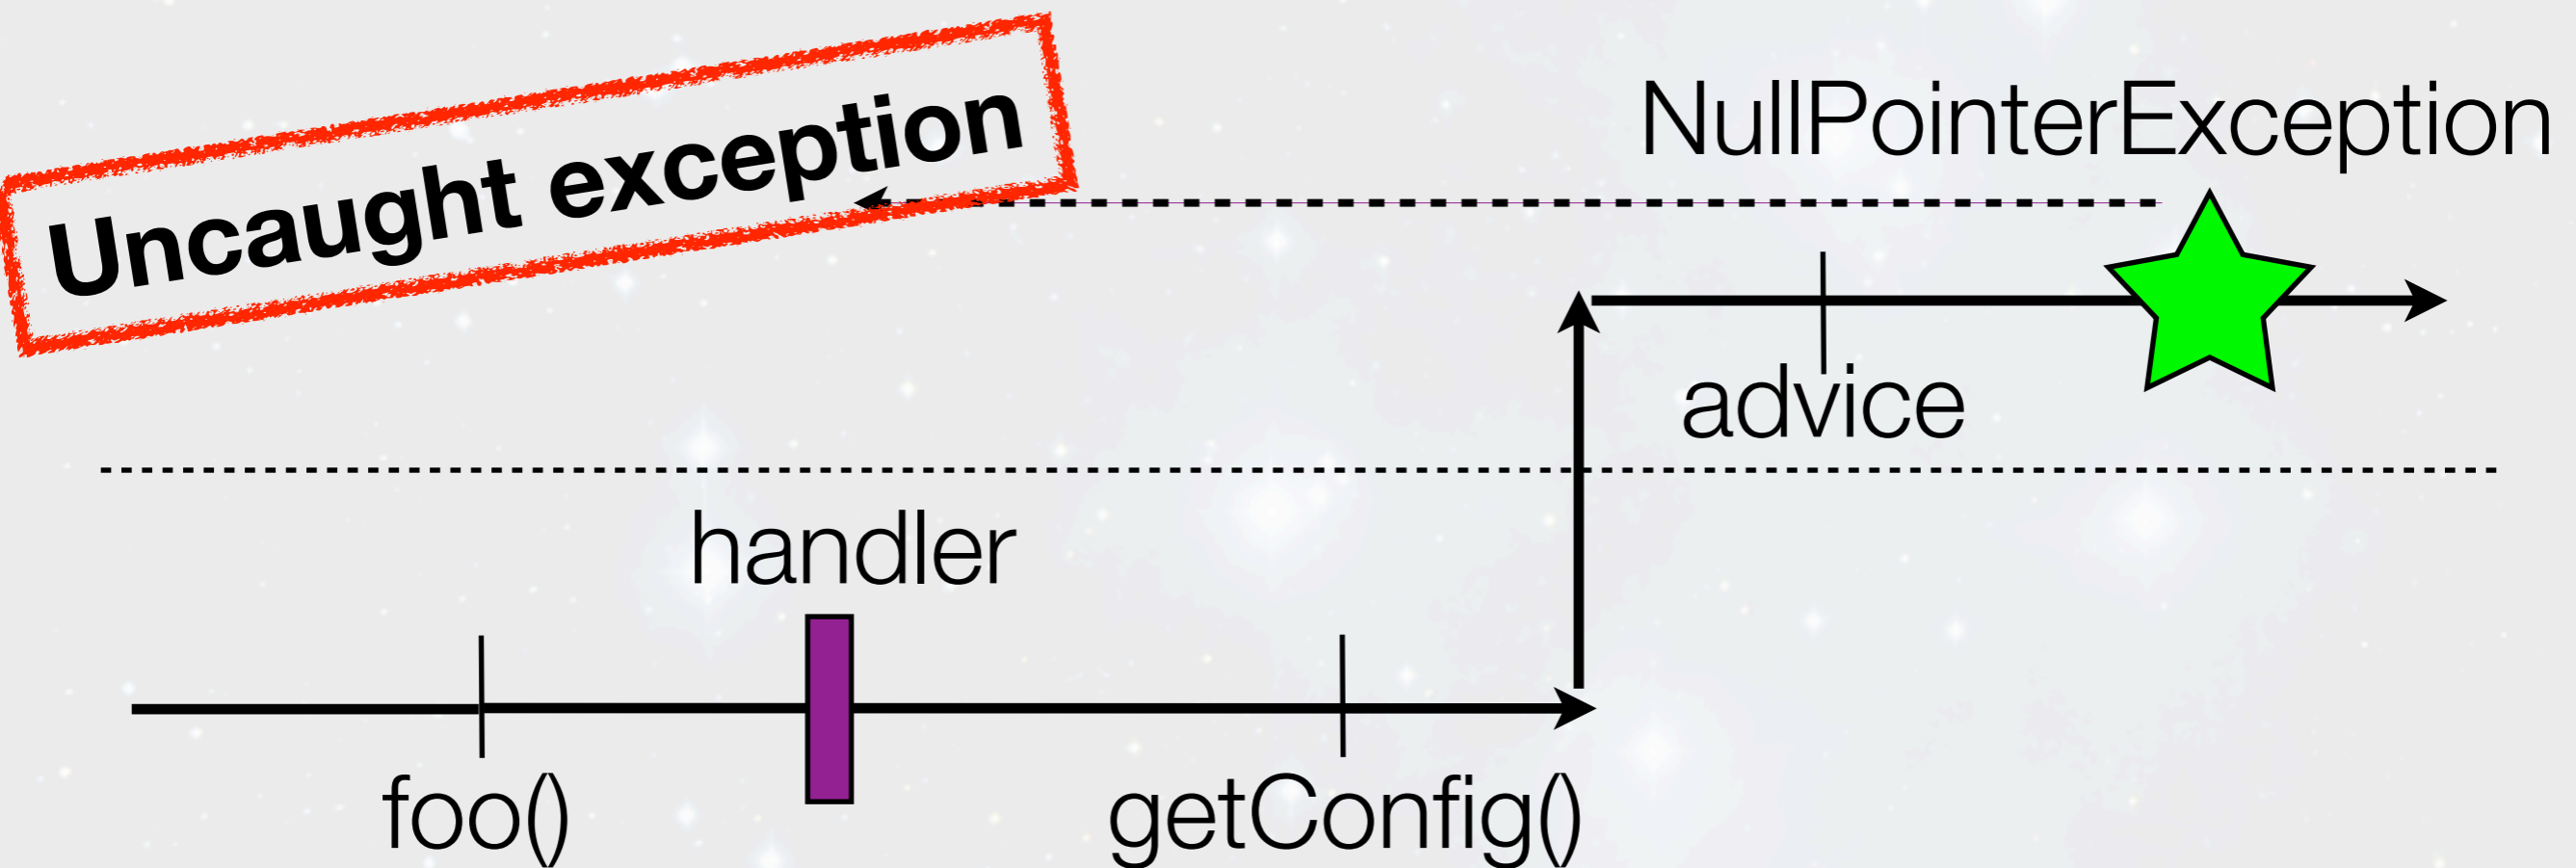 Uncaught exception
NullPointerException
advice
handler
foo()
getConfig()